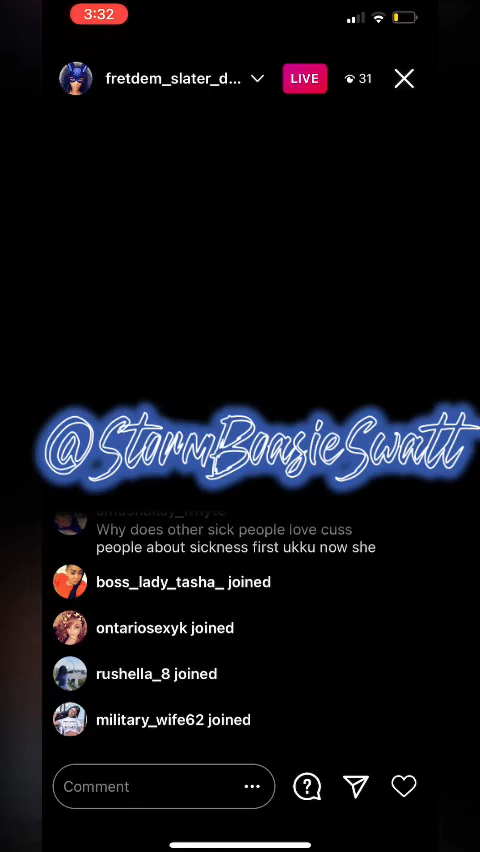 3:32
fretdem_slater_d...
LIVE
31
@StormBoasieSwatt
Why does other sick people love cuss
people about sickness first ukku now she
boss_lady_tasha_ joined
ontariosexyk joined
rushella_8 joined
military_wife62 joined
Comment